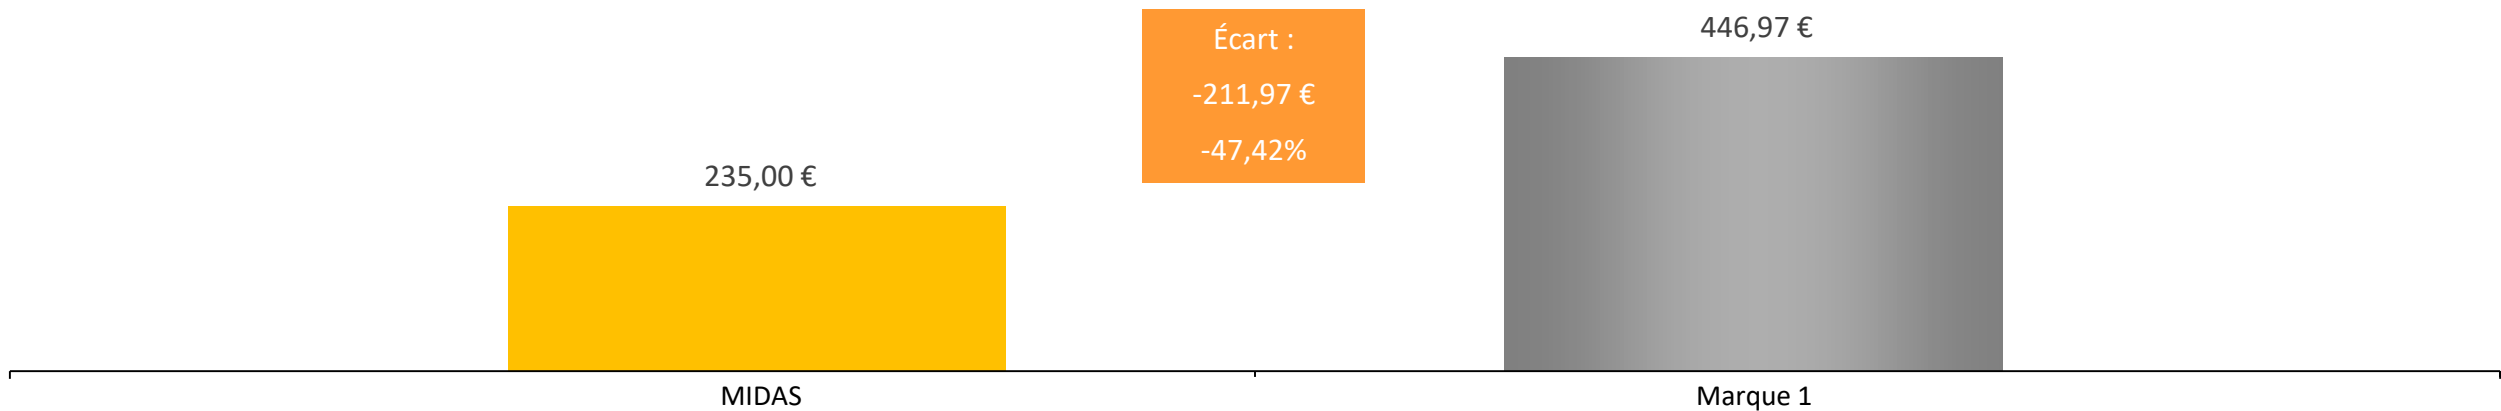 Écart :
-211,97 €
-47,42%
446,97 €
235,00 €
MIDAS
Marque 1